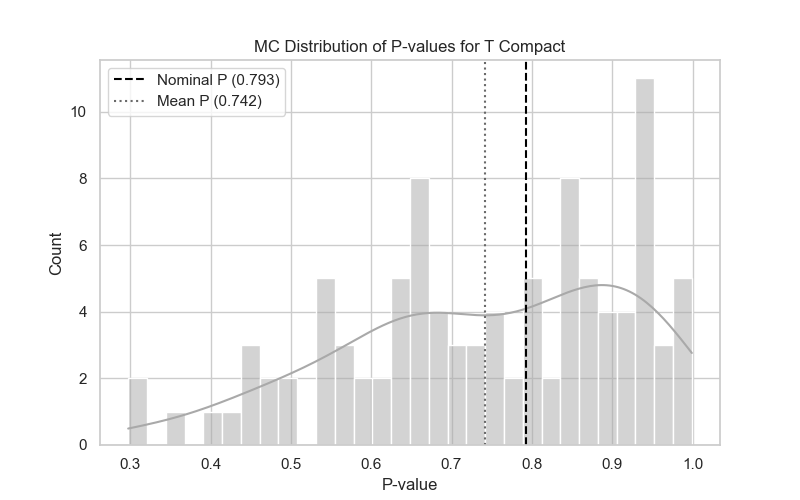 MC Distribution of P-values for T Compact
Nominal P (0.793)
Mean P (0.742)
Count
10
8
6
4
2
0
0.3 0.4 0.5 0.6 0.7 0.8 0.9 1.0
P-value